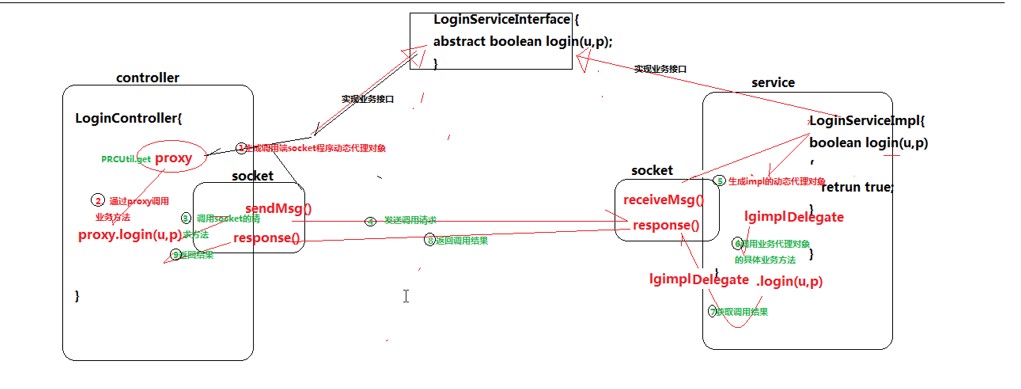 LoginServiceInterface {
abstract boolean login(u,p);
}
实现业务接口
实现业务接口
controller
LoginController{
PRCUtil.get proxy
①生成调用端socket程序动态代理对象
② 通过proxy调用
业务方法
proxy.login(u,p)
socket
sendMsg()
response()
③ 调用socket的请
求方法
⑨返回结果
}
④ 发送调用请求
⑧返回调用结果
service
LoginServiceImpl{
boolean login(u,p)
retrun true;
}
}
socket
receiveMsg()
response()
⑤ 生成impl的动态代理对象
lgimplDelegate
⑥调用业务代理对象
的具体业务方法
}
lgimplDelegate .login(u,p)
⑦获取调用结果